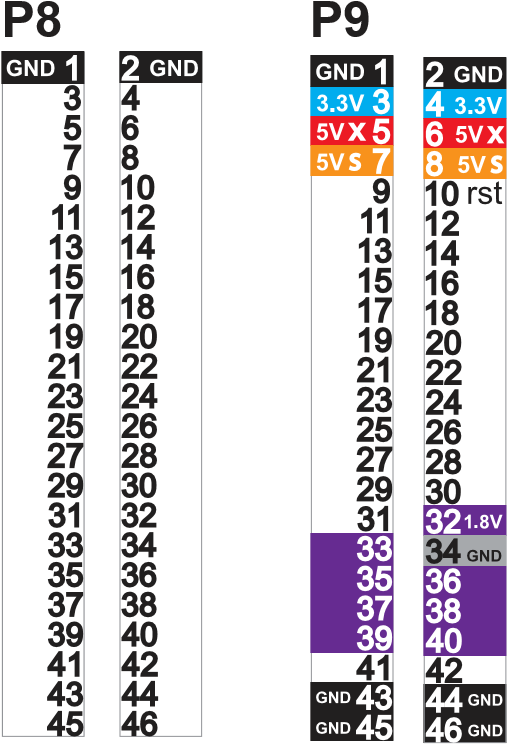 P8 P9
GND 1 2 GND GND 1 2 GND
3 4 3.3V 3 4 3.3V
5 6 5V X 5 6 5V X
7 8 5V S 7 8 5V S
9 10 9 10 rst
11 12 11 12
13 14 13 14
15 16 15 16
17 18 17 18
19 20 19 20
21 22 21 22
23 24 23 24
25 26 25 26
27 28 27 28
29 30 29 30
31 32 31 32 1.8V
33 34 33 34 GND
35 36 35 36
37 38 37 38
39 40 39 40
41 42 41 42
43 44 GND 43 44 GND
45 46 GND 45 46 GND